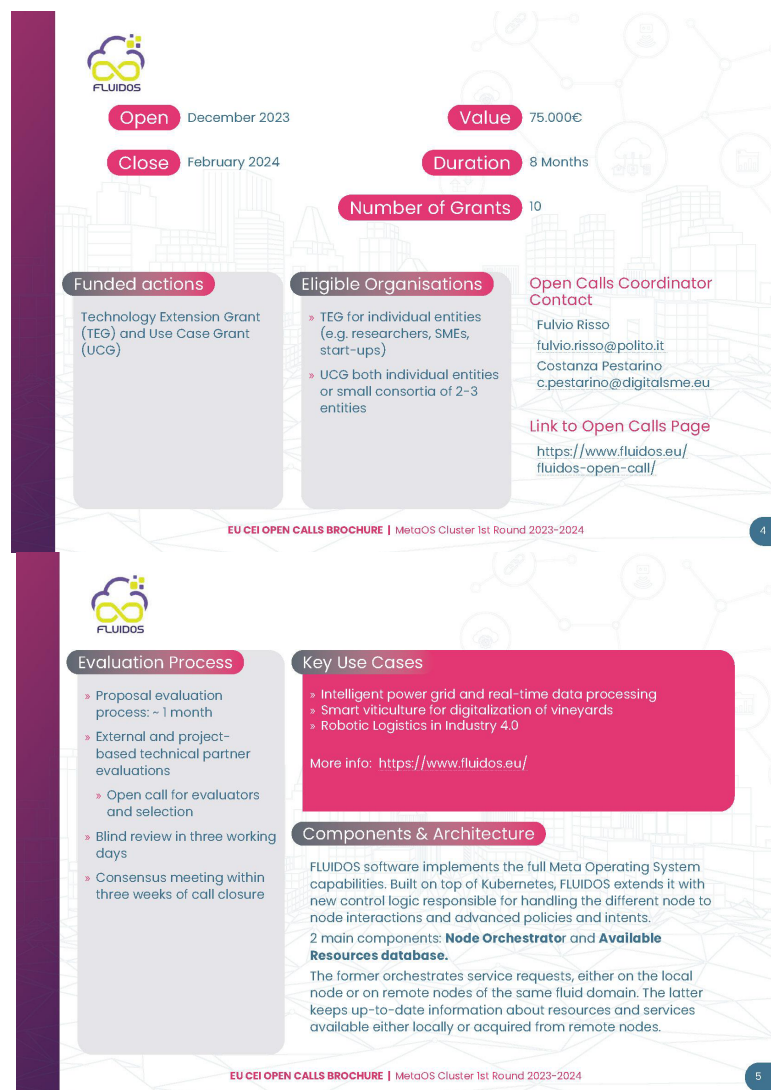 FLUIDOS
Open December 2023
Close February 2024
Value 75.000€
Duration 8 Months
Number of Grants 10
Funded actions
Technology Extension Grant
(TEG) and Use Case Grant
(UCG)
Eligible Organisations
» TEG for individual entities
(e.g. researchers, SMEs,
start-ups)
» UCG both individual entities
or small consortia of 2-3
entities
Open Calls Coordinator
Contact
Fulvio Risso
fulvio.risso@polito.it
Costanza Pestarino
c.pestarino@digitalsme.eu
Link to Open Calls Page
https://www.fluidos.eu/
fluidos-open-call/
EU CEI OPEN CALLS BROCHURE | MetaOS Cluster 1st Round 2023-2024
4
FLUIDOS
Evaluation Process
» Proposal evaluation
process: ~ 1 month
» External and project-
based technical partner
evaluations
» Open call for evaluators
and selection
» Blind review in three working
days
» Consensus meeting within
three weeks of call closure
Key Use Cases
» Intelligent power grid and real-time data processing
» Smart viticulture for digitalization of vineyards
» Robotic Logistics in Industry 4.0
More info: https://www.fluidos.eu/
Components & Architecture
FLUIDOS software implements the full Meta Operating System
capabilities. Built on top of Kubernetes, FLUIDOS extends it with
new control logic responsible for handling the different node to
node interactions and advanced policies and intents.
2 main components: Node Orchestrator and Available
Resources database.
The former orchestrates service requests, either on the local
node or on remote nodes of the same fluid domain. The latter
keeps up-to-date information about resources and services
available either locally or acquired from remote nodes.
EU CEI OPEN CALLS BROCHURE | MetaOS Cluster 1st Round 2023-2024
5